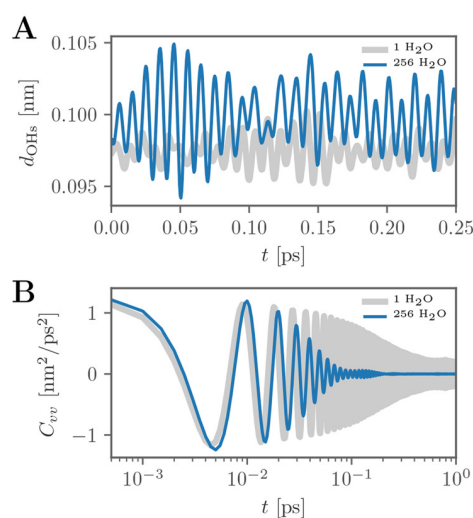 A
0.105
0.100
0.095
d_OHs [nm]
1 H2O
256 H2O
0.00
0.05
0.10
0.15
0.20
0.25
t [ps]
B
1
0
−1
C_vv [nm²/ps²]
1 H2O
256 H2O
10⁻³
10⁻²
10⁻¹
10⁰
t [ps]